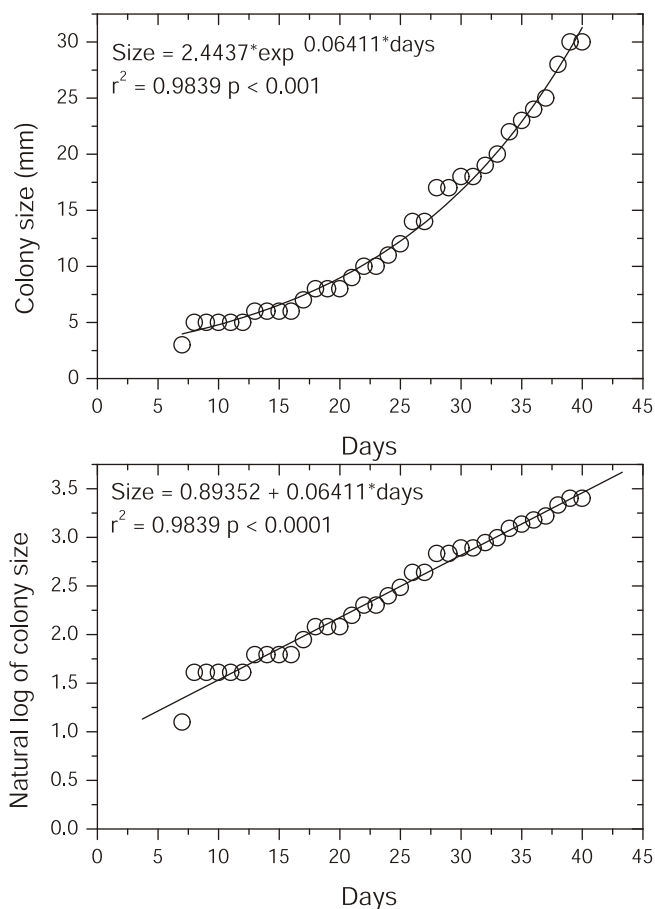 Size = 2.4437*exp 0.06411*days
r² = 0.9839 p < 0.001
Colony size (mm)
30
25
20
15
10
5
0
0 5 10 15 20 25 30 35 40 45
Days
Size = 0.89352 + 0.06411*days
r² = 0.9839 p < 0.0001
Natural log of colony size
3.5
3.0
2.5
2.0
1.5
1.0
0.5
0.0
0 5 10 15 20 25 30 35 40 45
Days